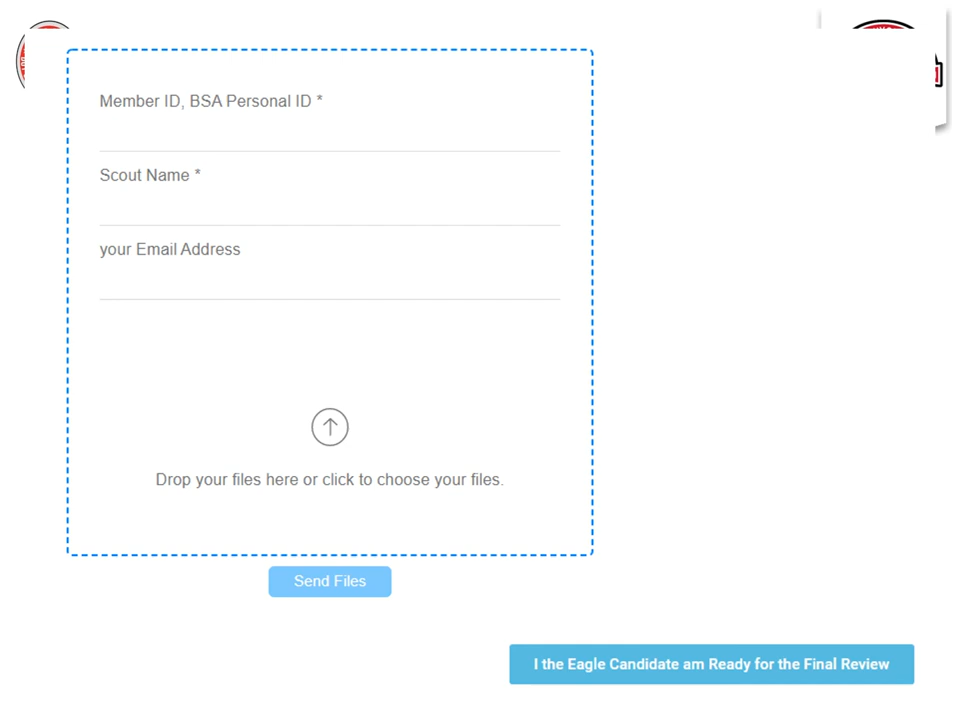 Member ID, BSA Personal ID *
Scout Name *
your Email Address
Drop your files here or click to choose your files.
Send Files
I the Eagle Candidate am Ready for the Final Review